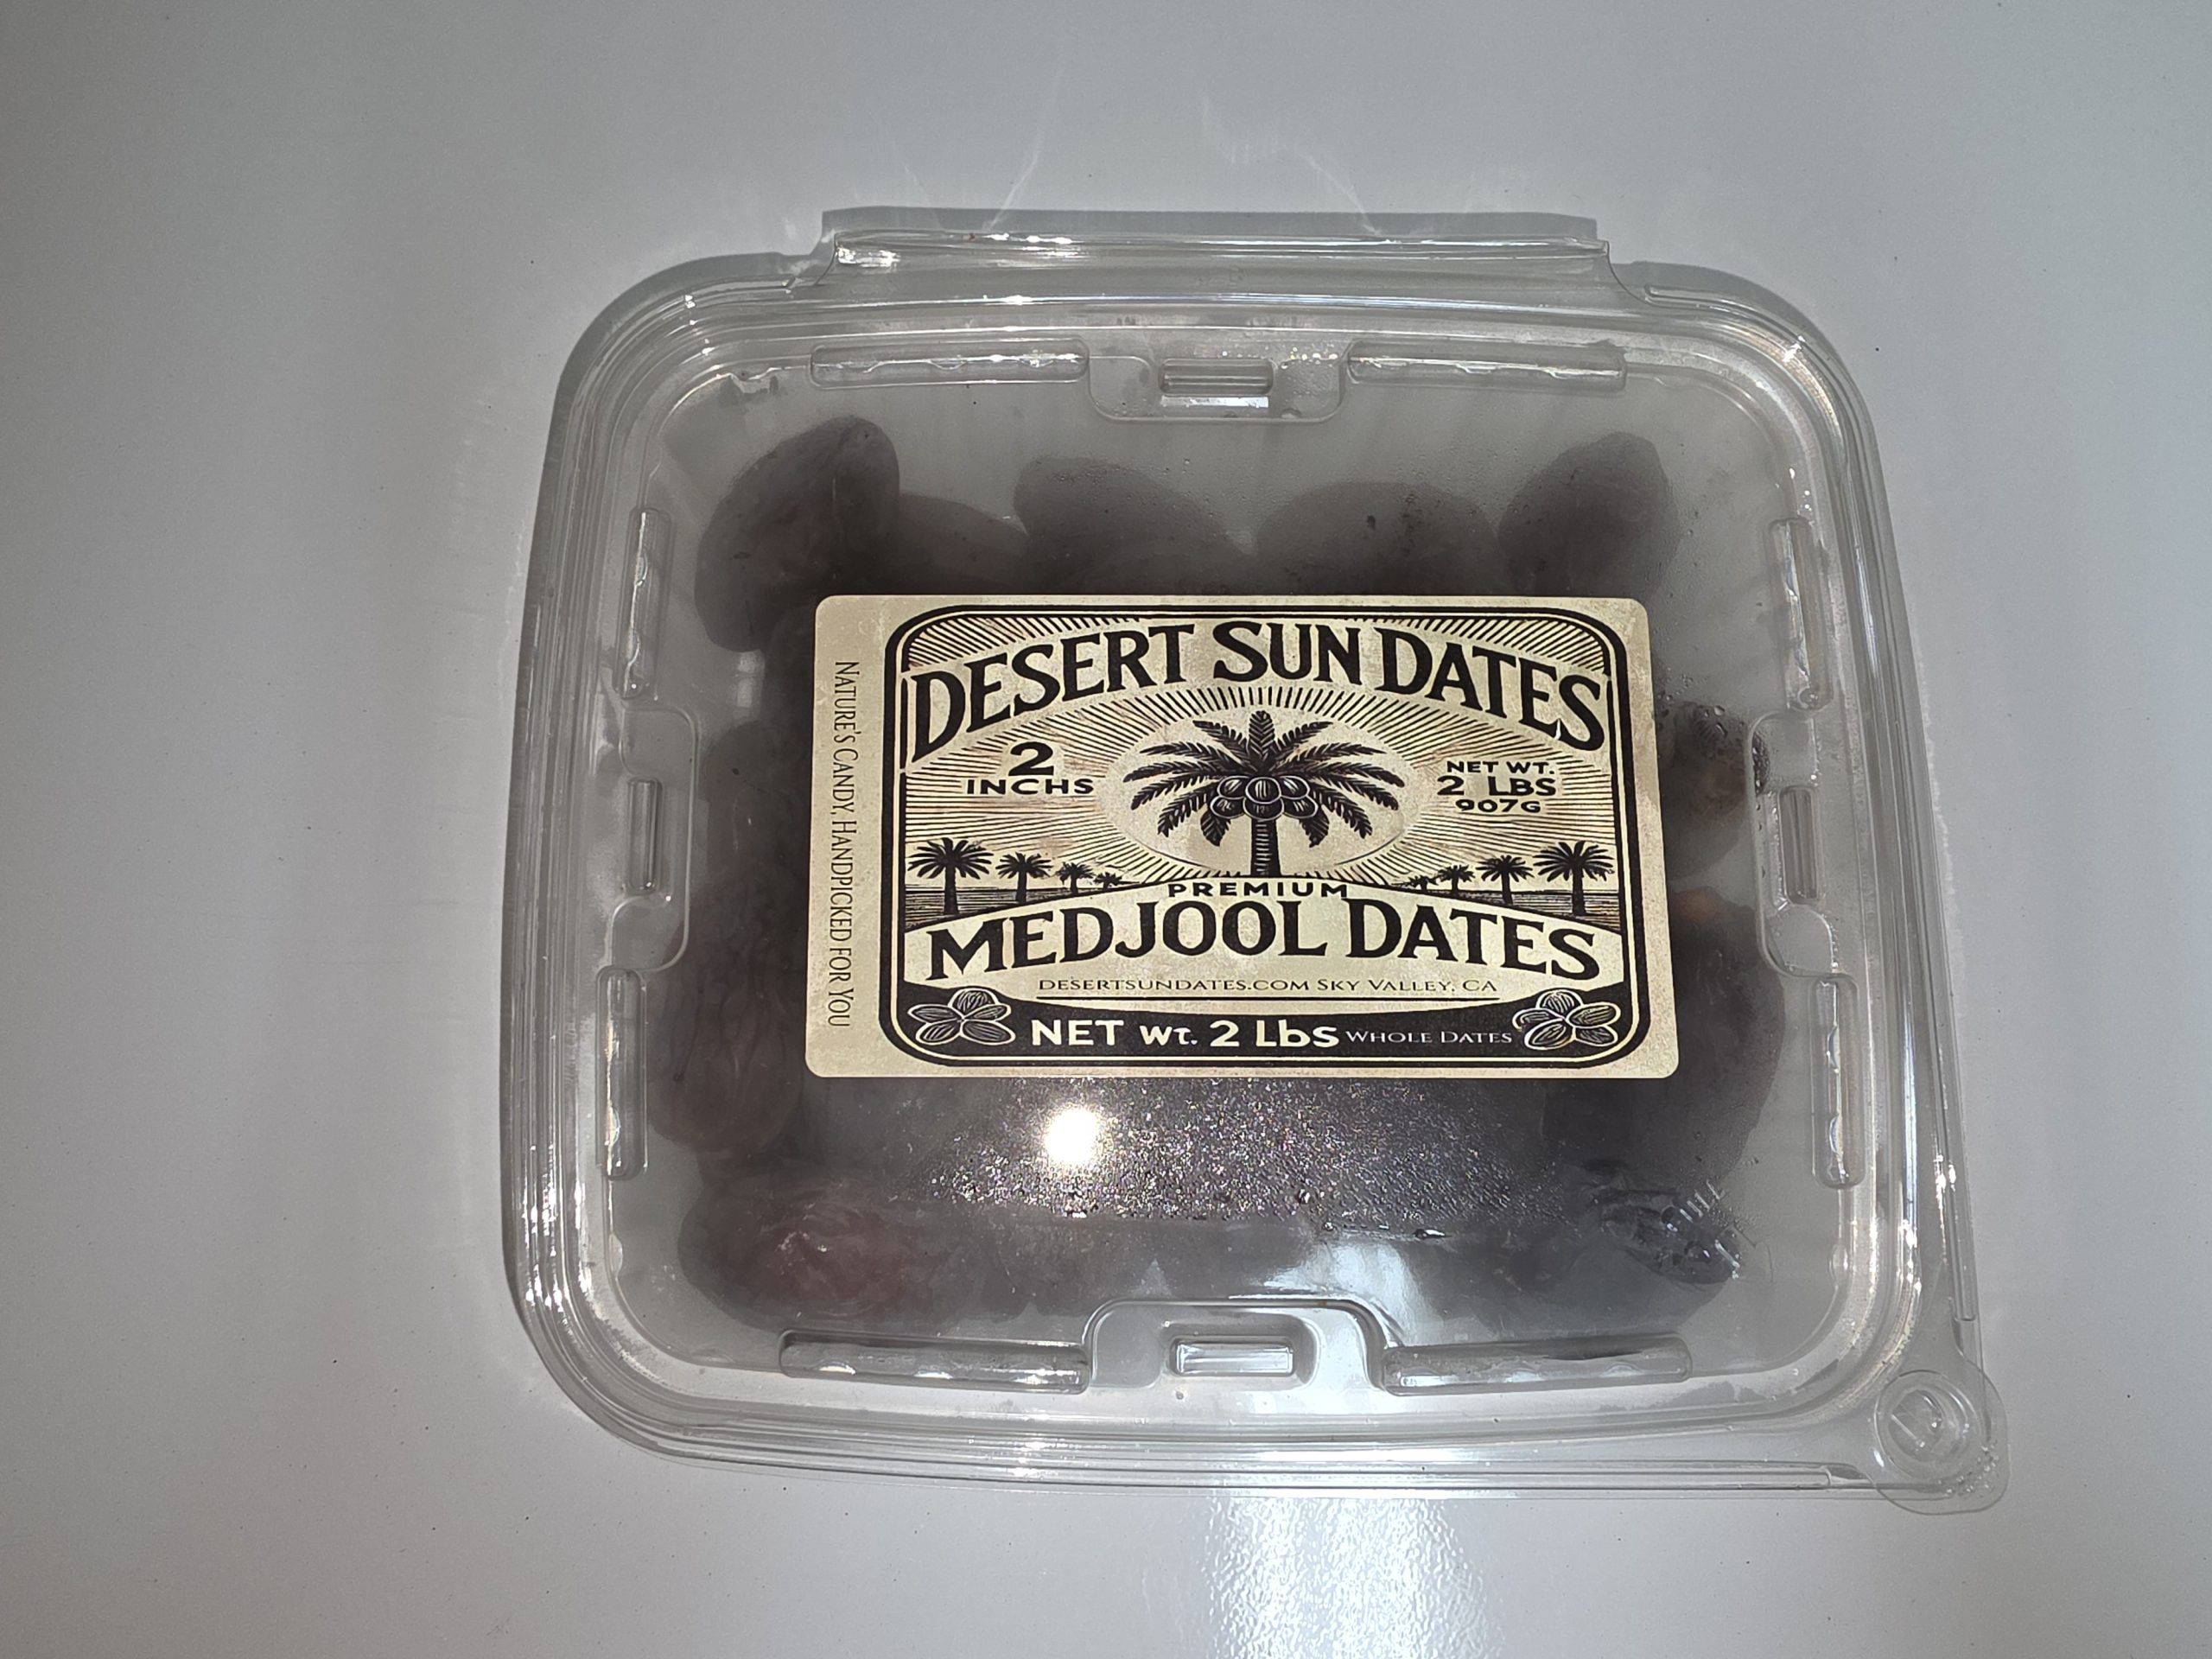 DESERT SUN DATES
2
INCHS
NET WT.
2 LBS
907G
PREMIUM
MEDJOOL DATES
DESERTSUNDATES.COM SKY VALLEY, CA
NET Wt. 2 Lbs WHOLE DATES
NATURE'S CANDY, HANDPICKED FOR YOU